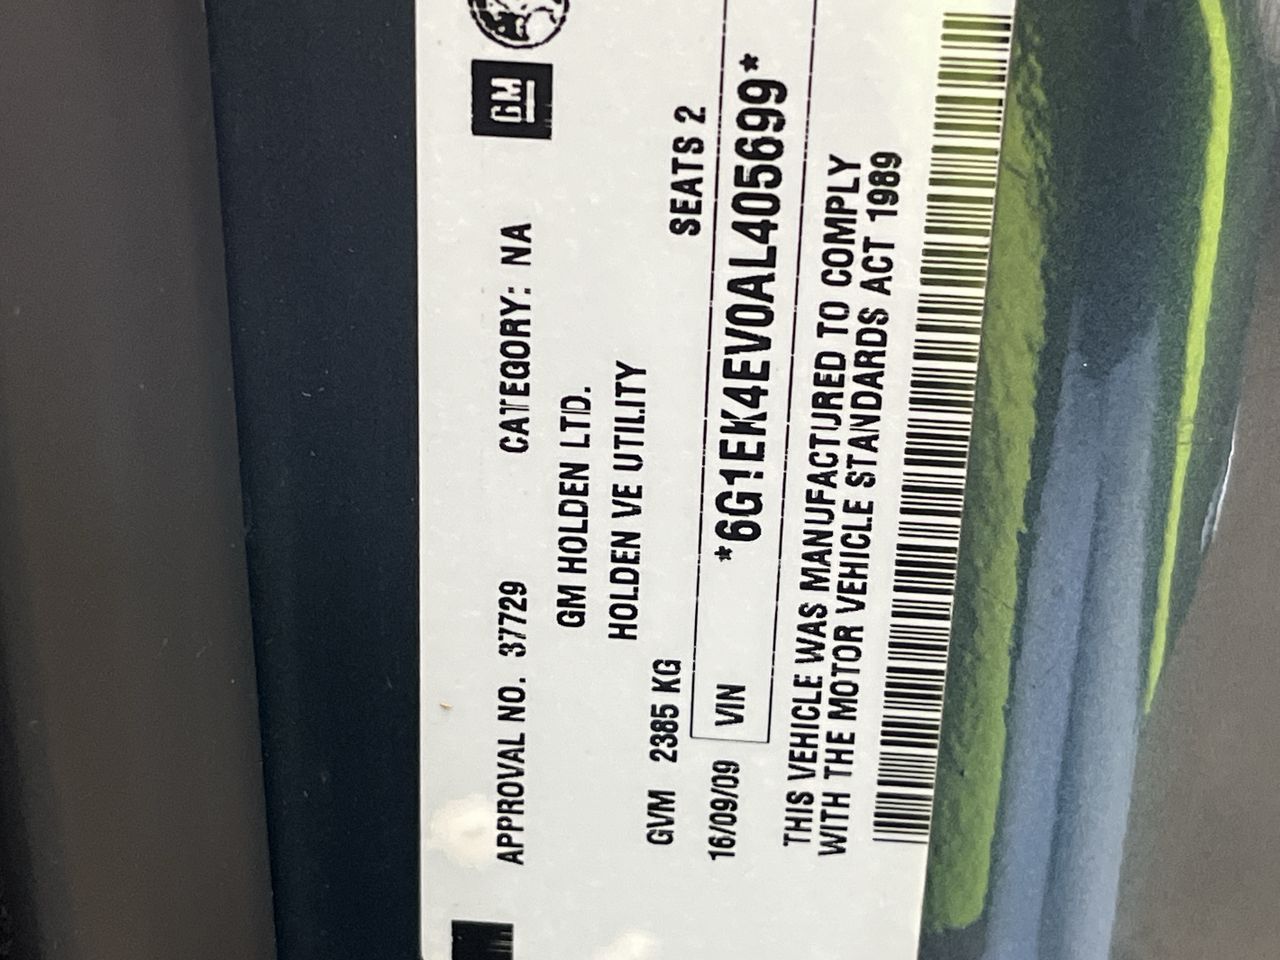 GM
APPROVAL NO. 37729 CATEGORY: NA
GM HOLDEN LTD.
HOLDEN VE UTILITY
GVM 2385 KG SEATS 2
16/09/09 VIN *6G1EK4EV0AL405699*
THIS VEHICLE WAS MANUFACTURED TO COMPLY
WITH THE MOTOR VEHICLE STANDARDS ACT 1989